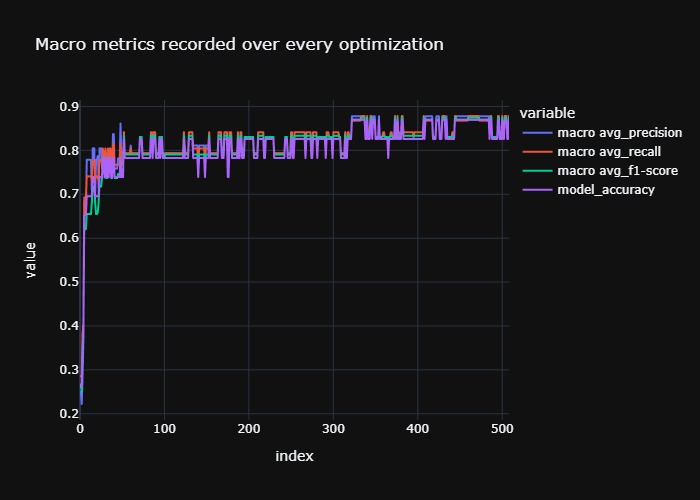 Macro metrics recorded over every optimization
variable
macro avg_precision
macro avg_recall
macro avg_f1-score
model_accuracy
value
0.9
0.8
0.7
0.6
0.5
0.4
0.3
0.2
0 100 200 300 400 500
index